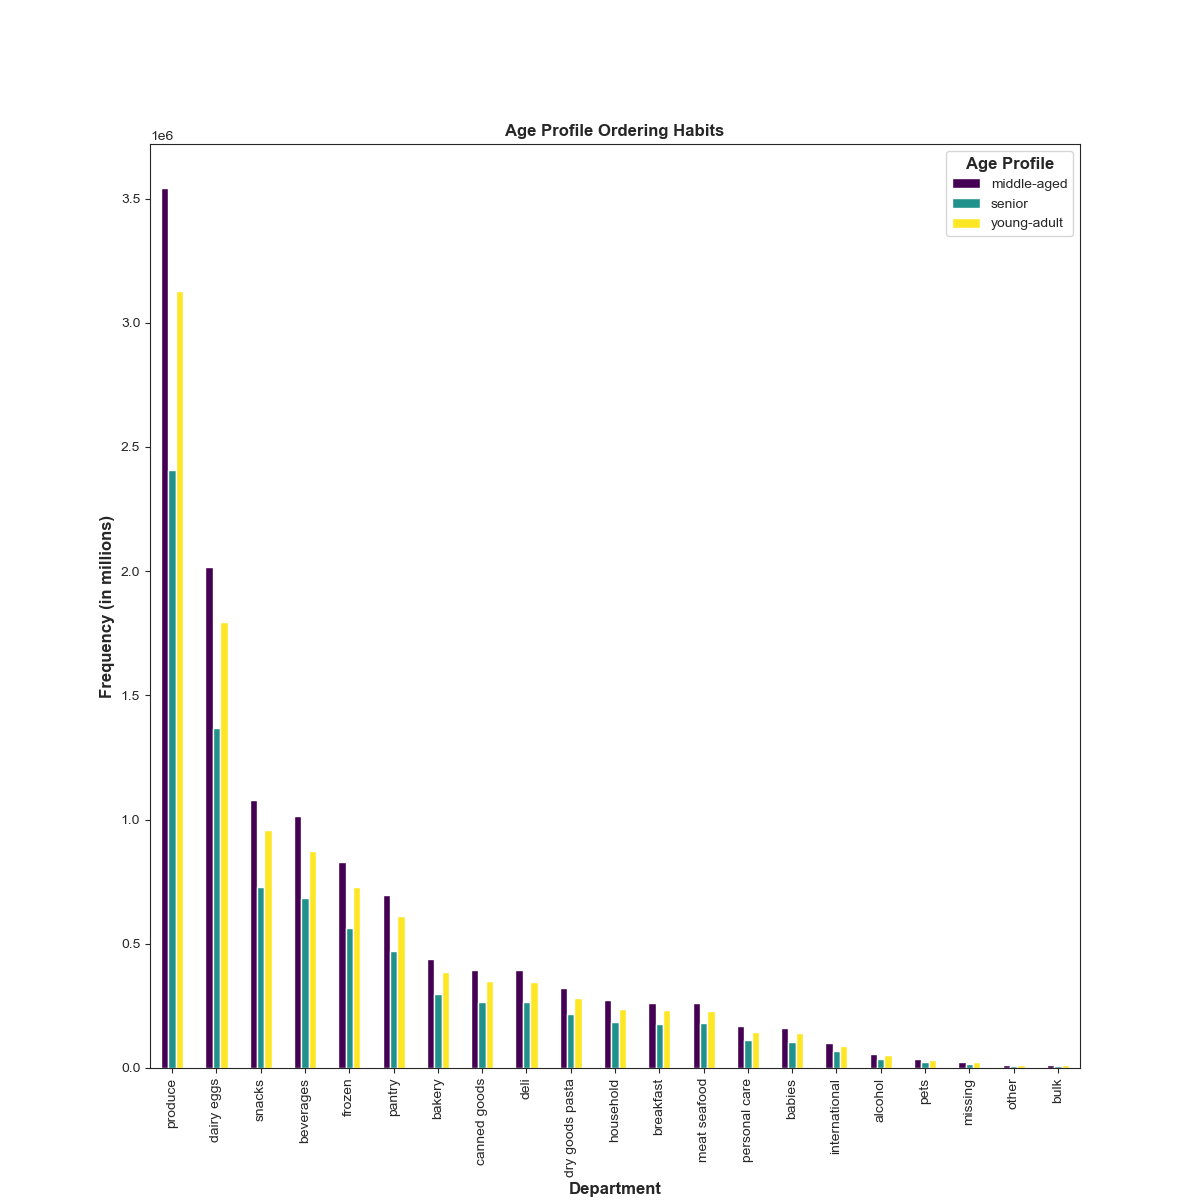 Age Profile Ordering Habits
1e6
Age Profile
middle-aged
senior
young-adult
3.5
3.0
2.5
2.0
1.5
1.0
0.5
0.0
Frequency (in millions)
produce
dairy eggs
snacks
beverages
frozen
pantry
bakery
canned goods
deli
dry goods pasta
household
breakfast
meat seafood
personal care
babies
international
alcohol
pets
missing
other
bulk
Department